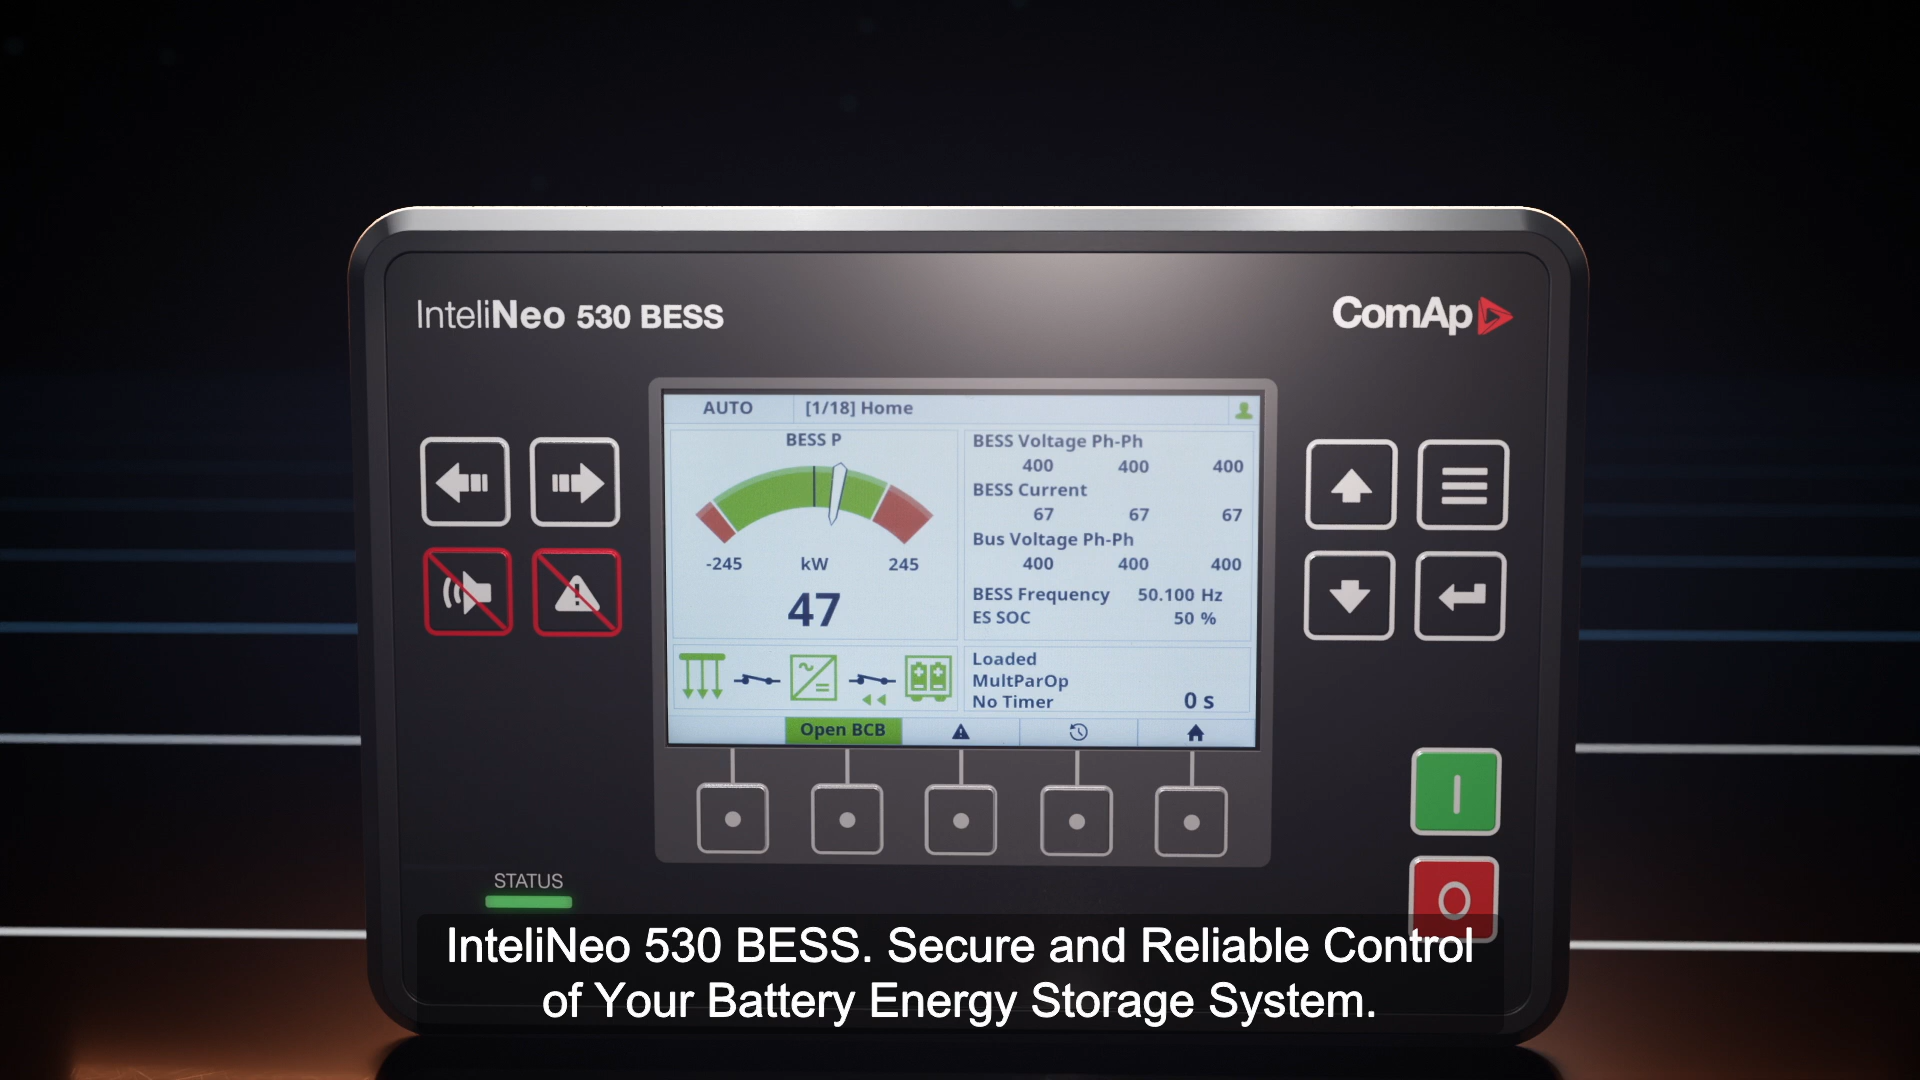 InteliNeo 530 BESS
ComAp
AUTO [1/18] Home
BESS P
-245 kW 245
47
BESS Voltage Ph-Ph
400 400 400
BESS Current
67 67 67
Bus Voltage Ph-Ph
400 400 400
BESS Frequency 50.100 Hz
ES SOC 50 %
Loaded
MultParOp
No Timer 0 s
Open BCB
STATUS
InteliNeo 530 BESS. Secure and Reliable Control
of Your Battery Energy Storage System.